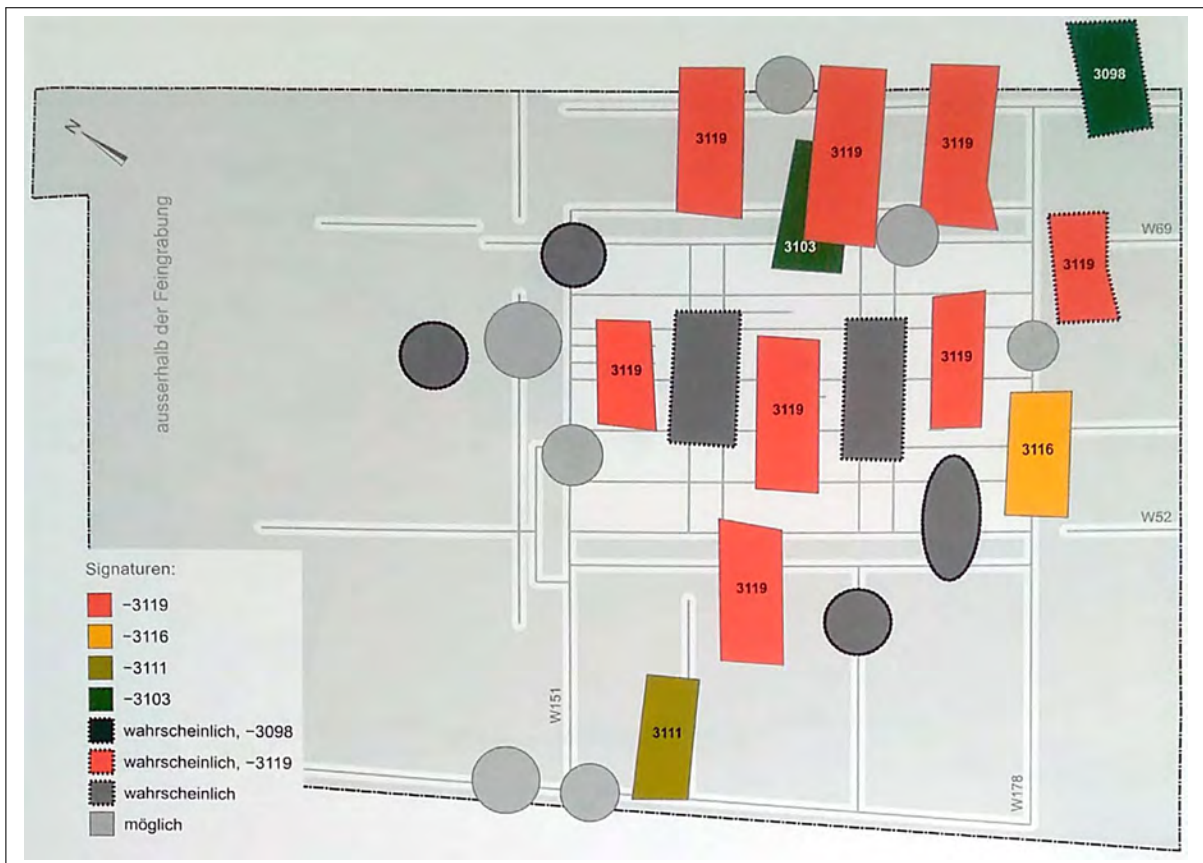 3098
3119
3119
3119
3103
W69
3119
ausserhalb der Feingrabung
3119
3119
3119
3116
W52
3119
3111
W151
W178
N
Signaturen:
−3119
−3116
−3111
−3103
wahrscheinlich, −3098
wahrscheinlich, −3119
wahrscheinlich
möglich